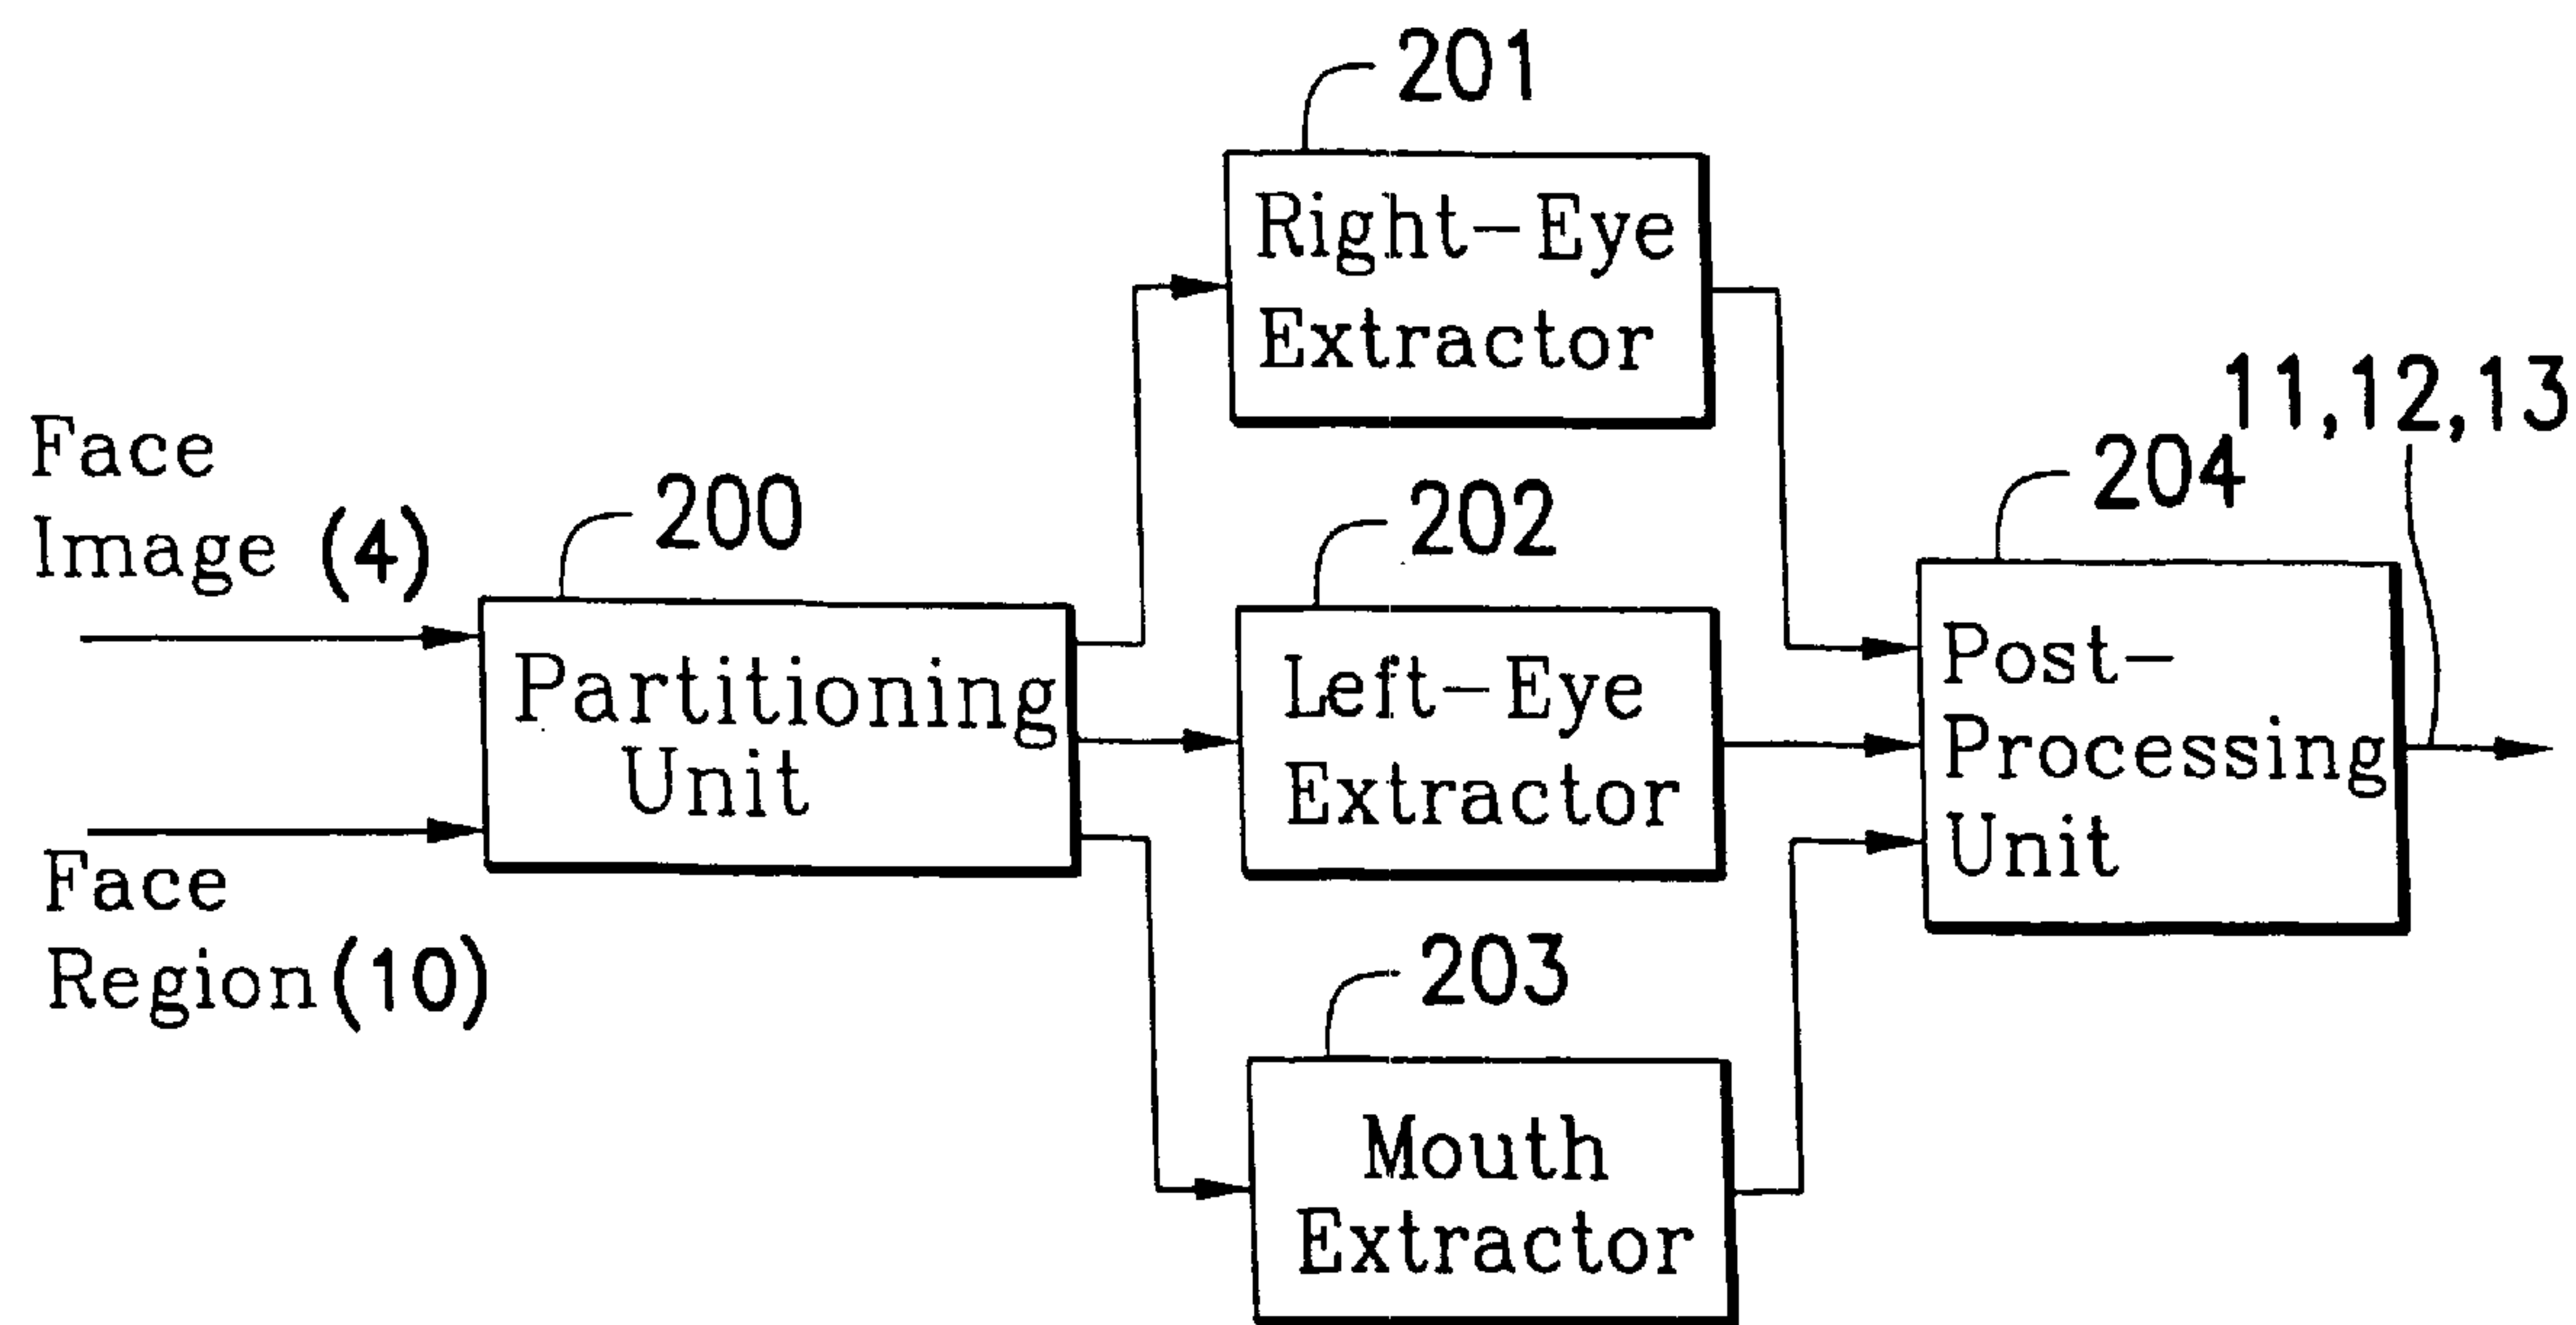 201
Right-Eye
Extractor
Face
Image (4)
200
Partitioning
Unit
Face
Region (10)
202
Left-Eye
Extractor
203
Mouth
Extractor
204
Post-
Processing
Unit
11,12,13